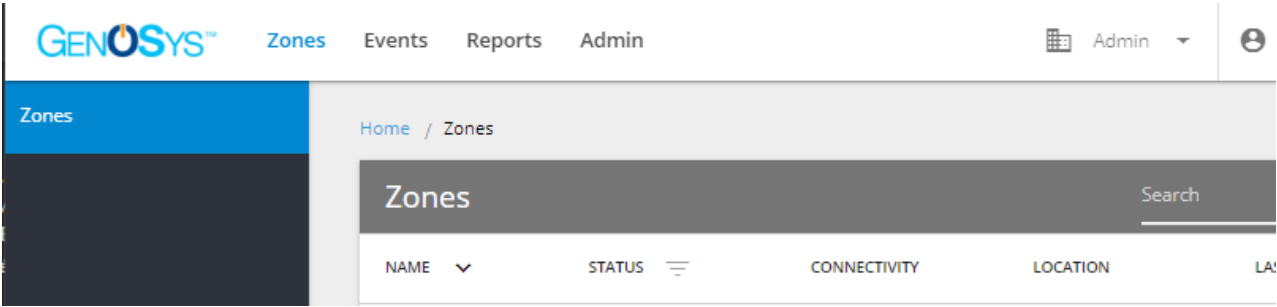 GENOSYS™ Zones Events Reports Admin Admin
Zones
Home / Zones
Zones Search
NAME STATUS CONNECTIVITY LOCATION